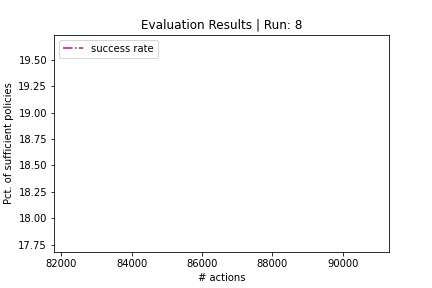 Evaluation Results | Run: 8
success rate
Pct. of sufficient policies
19.50
19.25
19.00
18.75
18.50
18.25
18.00
17.75
82000 84000 86000 88000 90000
# actions